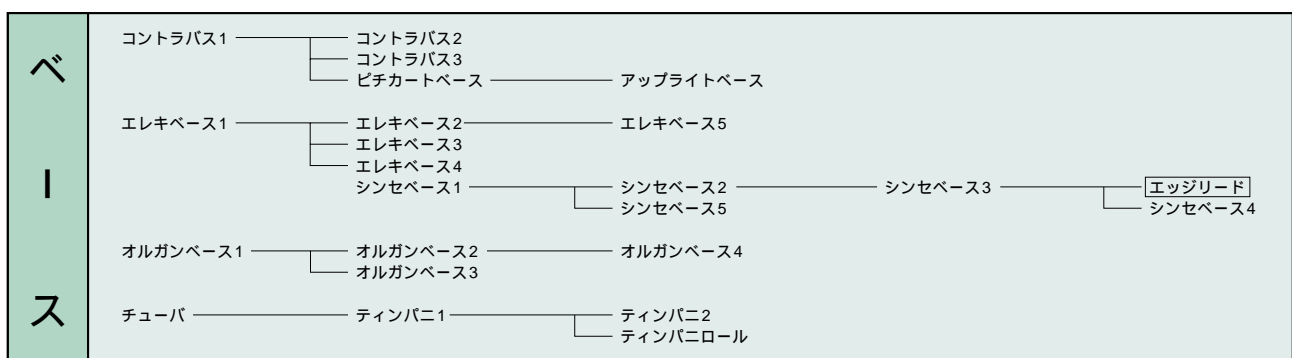 ベース
コントラバス1 コントラバス2
コントラバス3
ピチカートベース アップライトベース
エレキベース1 エレキベース2 エレキベース5
エレキベース3
エレキベース4
シンセベース1 シンセベース2 シンセベース3 エッジリード
シンセベース5 シンセベース4
オルガンベース1 オルガンベース2 オルガンベース4
オルガンベース3
チューバ ティンパニ1 ティンパニ2
ティンパニロール